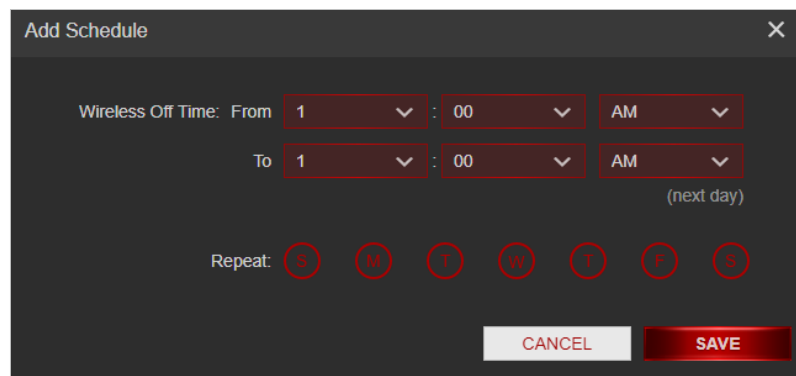 Add Schedule
Wireless Off Time: From 1 : 00 AM
To 1 : 00 AM
(next day)
Repeat: S M T W T F S
CANCEL SAVE